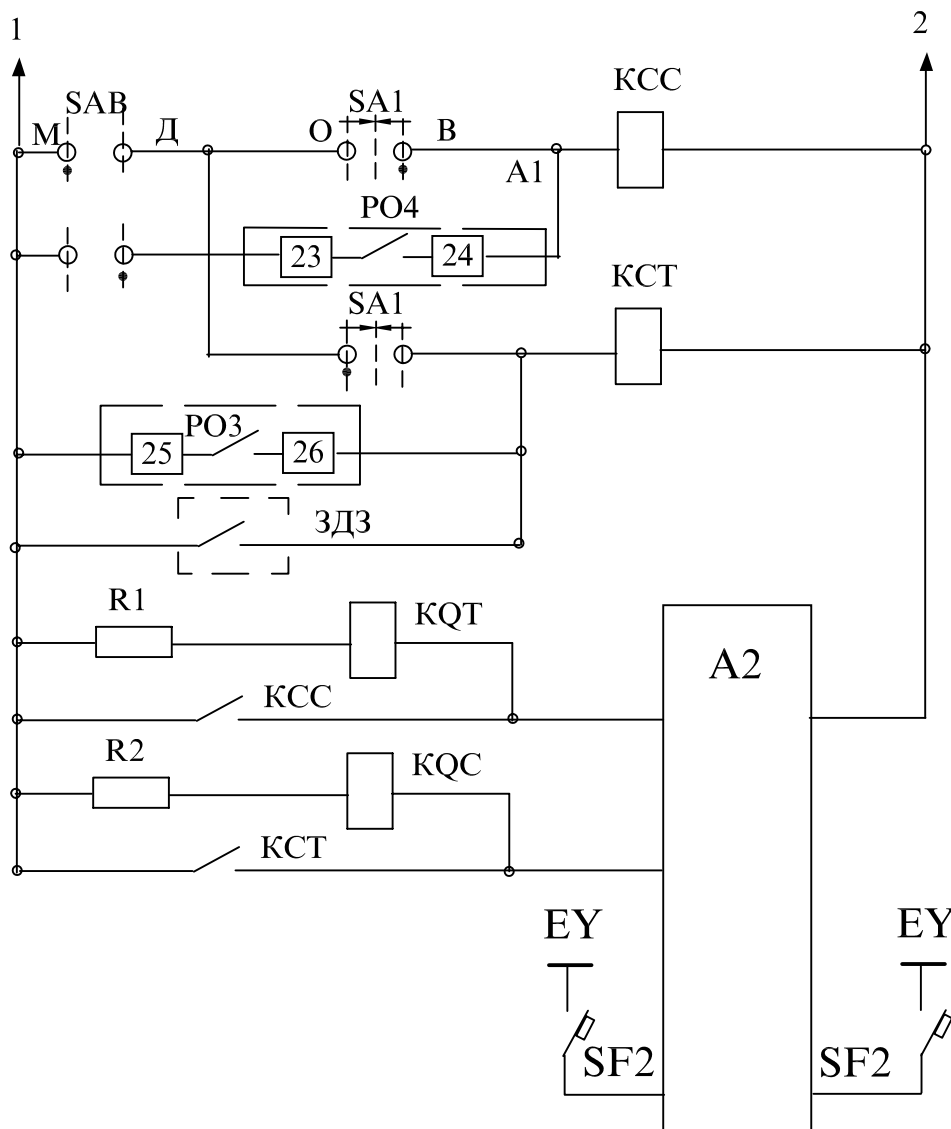 1
2
КСС
SAB
SA1
М
Д
О
В
А1
РО4
23
24
КСТ
SA1
РО3
25
26
ЗДЗ
R1
KQT
А2
КСС
R2
KQC
КСТ
EY
EY
SF2
SF2